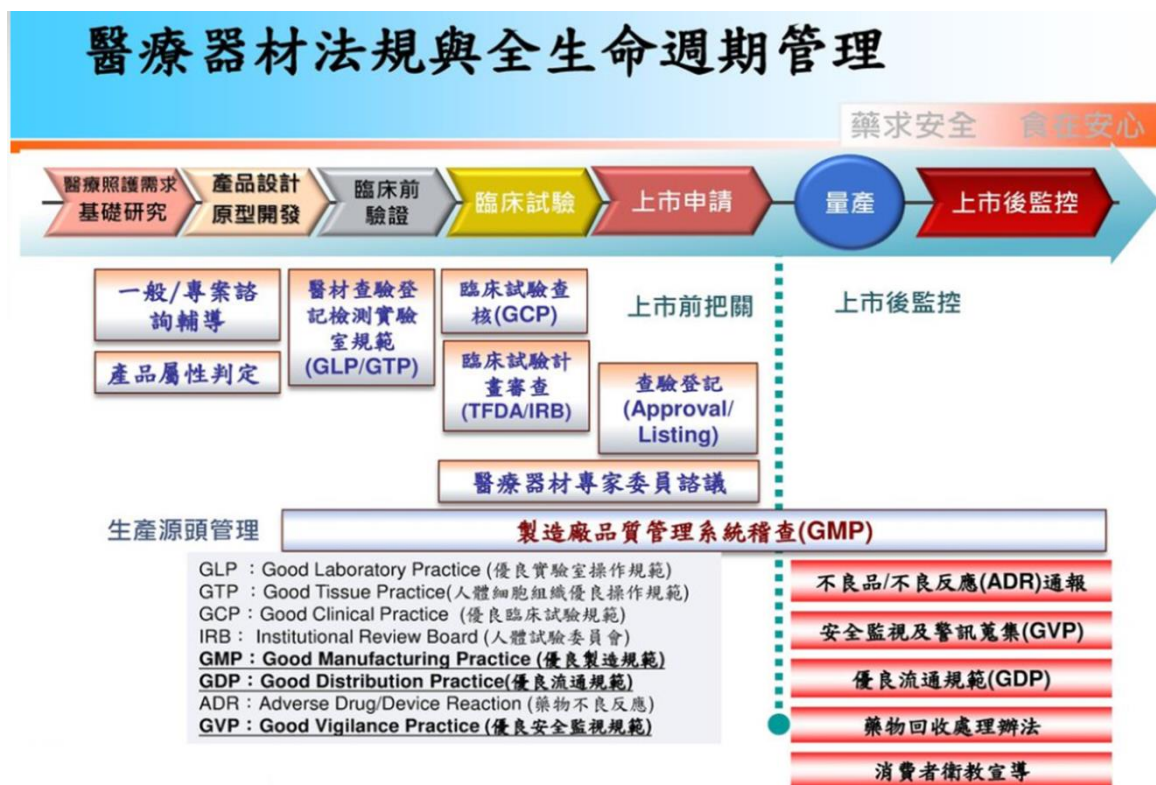 醫療器材法規與全生命週期管理
藥求安全 食在安心
醫療照護需求
基礎研究
產品設計
原型開發
臨床前
驗證
臨床試驗
上市申請
量產
上市後監控
一般/專案諮
詢輔導
產品屬性判定
醫材查驗登
記檢測實驗
室規範
(GLP/GTP)
臨床試驗查
核(GCP)
臨床試驗計
畫審查
(TFDA/IRB)
上市前把關
上市後監控
查驗登記
(Approval/
Listing)
醫療器材專家委員諮議
生產源頭管理
製造廠品質管理系統稽查(GMP)
GLP：Good Laboratory Practice (優良實驗室操作規範)
GTP：Good Tissue Practice(人體細胞組織優良操作規範)
GCP：Good Clinical Practice (優良臨床試驗規範)
IRB：Institutional Review Board (人體試驗委員會)
GMP：Good Manufacturing Practice (優良製造規範)
GDP：Good Distribution Practice(優良流通規範)
ADR：Adverse Drug/Device Reaction (藥物不良反應)
GVP：Good Vigilance Practice (優良安全監視規範)
不良品/不良反應(ADR)通報
安全監視及警訊蒐集(GVP)
優良流通規範(GDP)
藥物回收處理辦法
消費者衛教宣導